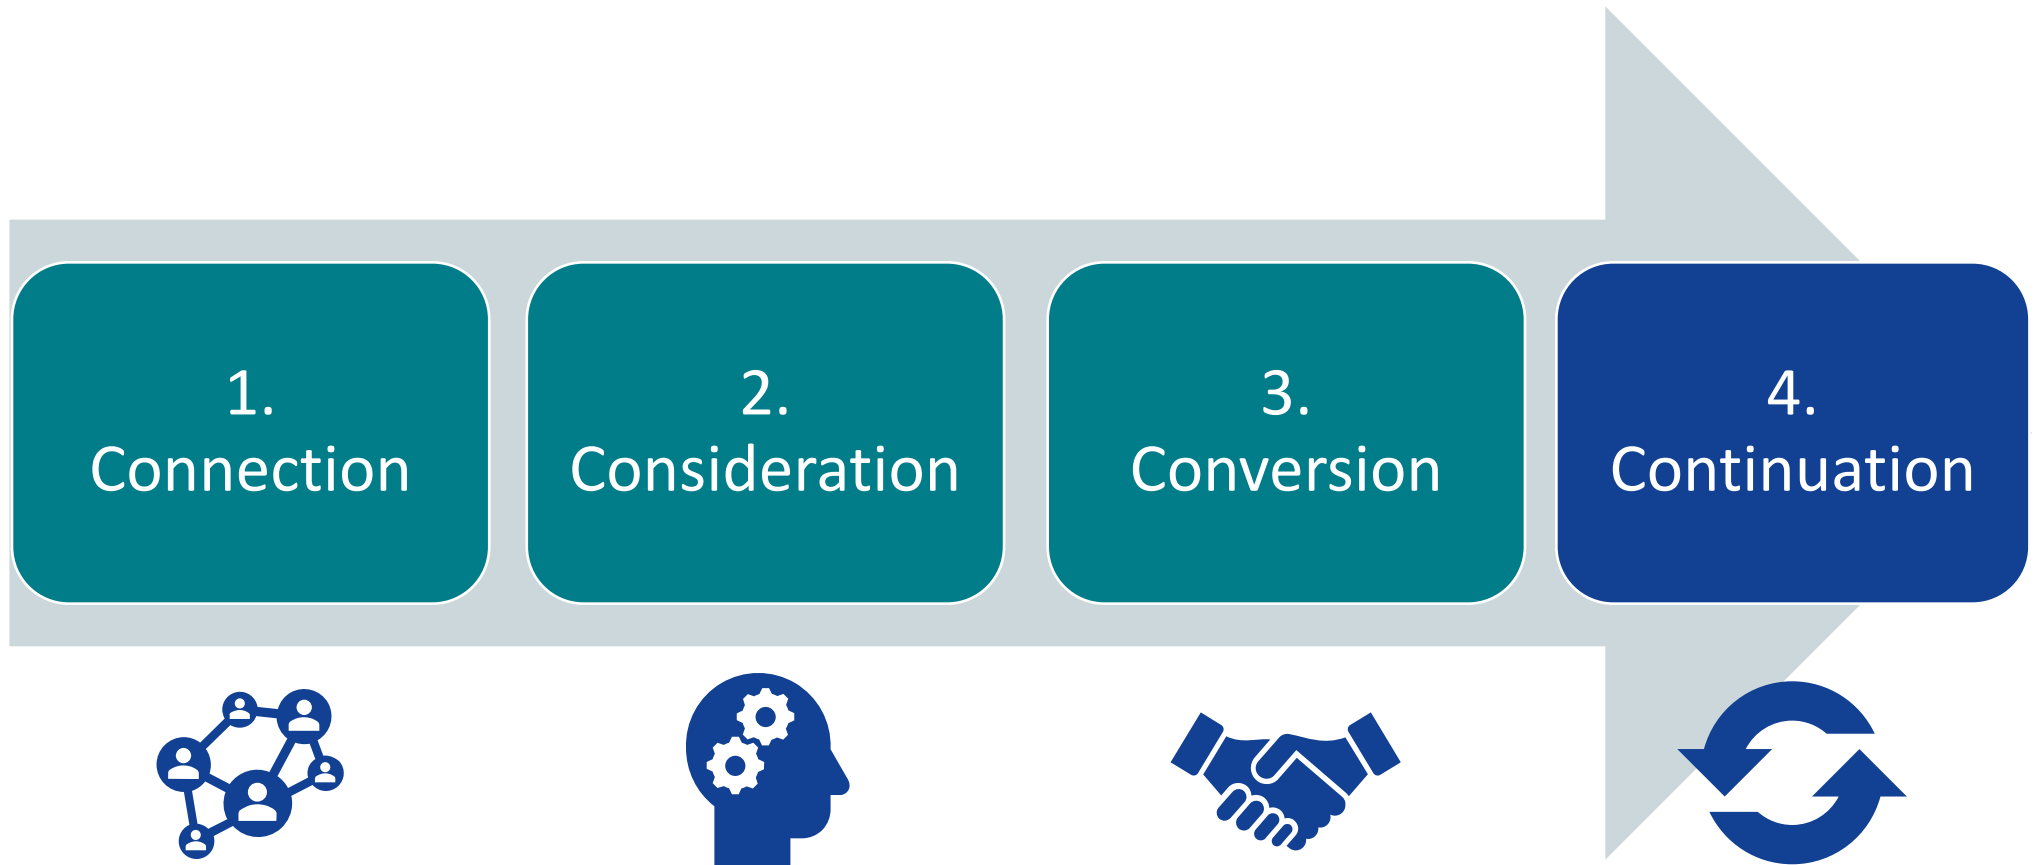 1.
Connection
2.
Consideration
3.
Conversion
4.
Continuation